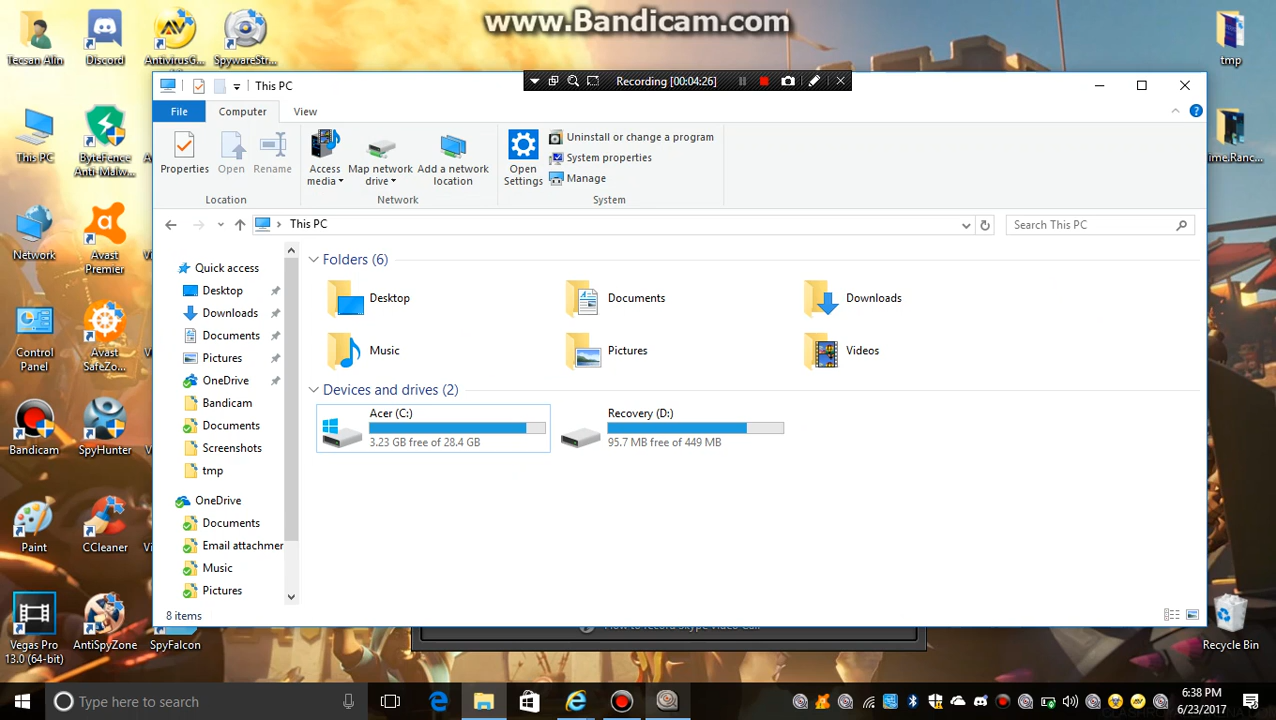 www.Bandicam.com
Tecsan Alin
Discord
AntivirusG...
SpywareStr...
tmp
This PC
Recording [00:04:26]
File
Computer
View
Properties
Open
Rename
Access media
Map network drive
Add a network location
Open Settings
Uninstall or change a program
System properties
Manage
Location
Network
System
This PC
Search This PC
This PC
ByteFence Anti-Malw...
Network
Avast Premier
Control Panel
Avast SafeZo...
Bandicam
SpyHunter
Paint
CCleaner
Vegas Pro 13.0 (64-bit)
AntiSpyZone
SpyFalcon
Quick access
Desktop
Downloads
Documents
Pictures
OneDrive
Bandicam
Documents
Screenshots
tmp
OneDrive
Documents
Email attachmer
Music
Pictures
Folders (6)
Desktop
Documents
Downloads
Music
Pictures
Videos
Devices and drives (2)
Acer (C:)
3.23 GB free of 28.4 GB
Recovery (D:)
95.7 MB free of 449 MB
8 items
Recycle Bin
Type here to search
6:38 PM
6/23/2017